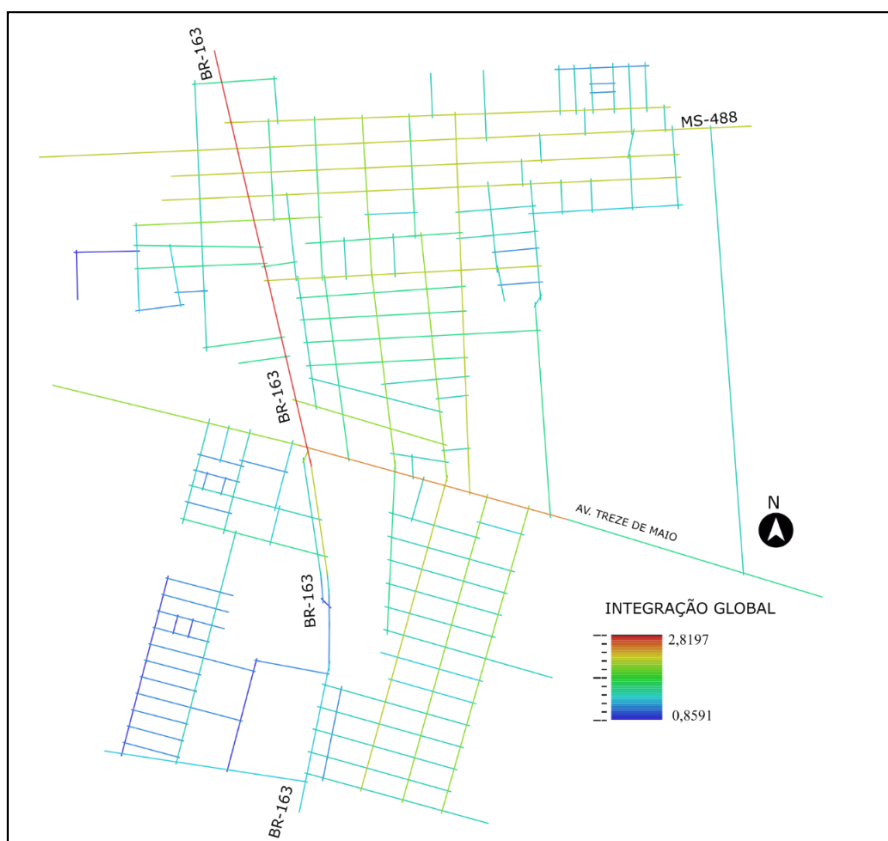 BR-163
MS-488
BR-163
AV. TREZE DE MAIO
N
BR-163
INTEGRAÇÃO GLOBAL
2,8197
0,8591
BR-163